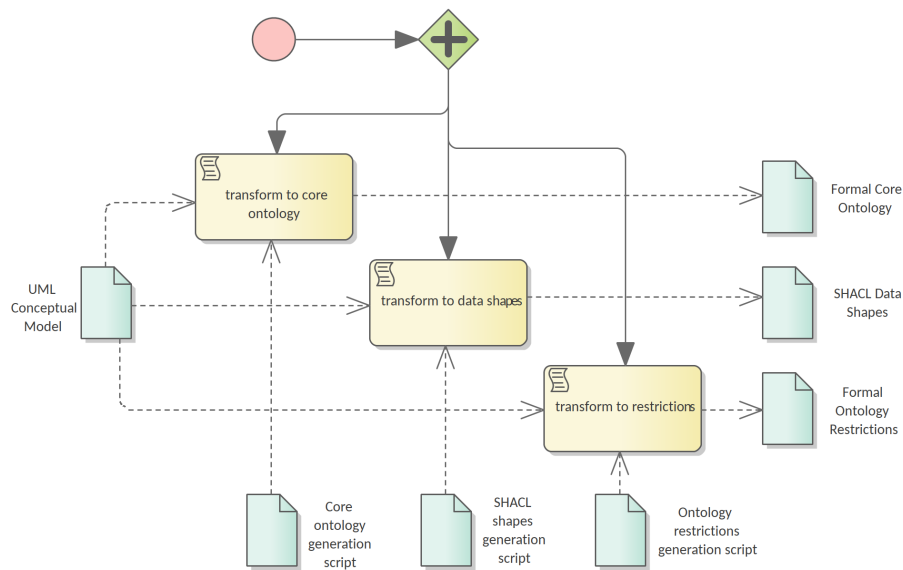 transform to core
ontology
Formal Core
Ontology
UML
Conceptual
Model
transform to data shapes
SHACL Data
Shapes
transform to restrictions
Formal
Ontology
Restrictions
Core
ontology
generation
script
SHACL
shapes
generation
script
Ontology
restrictions
generation script